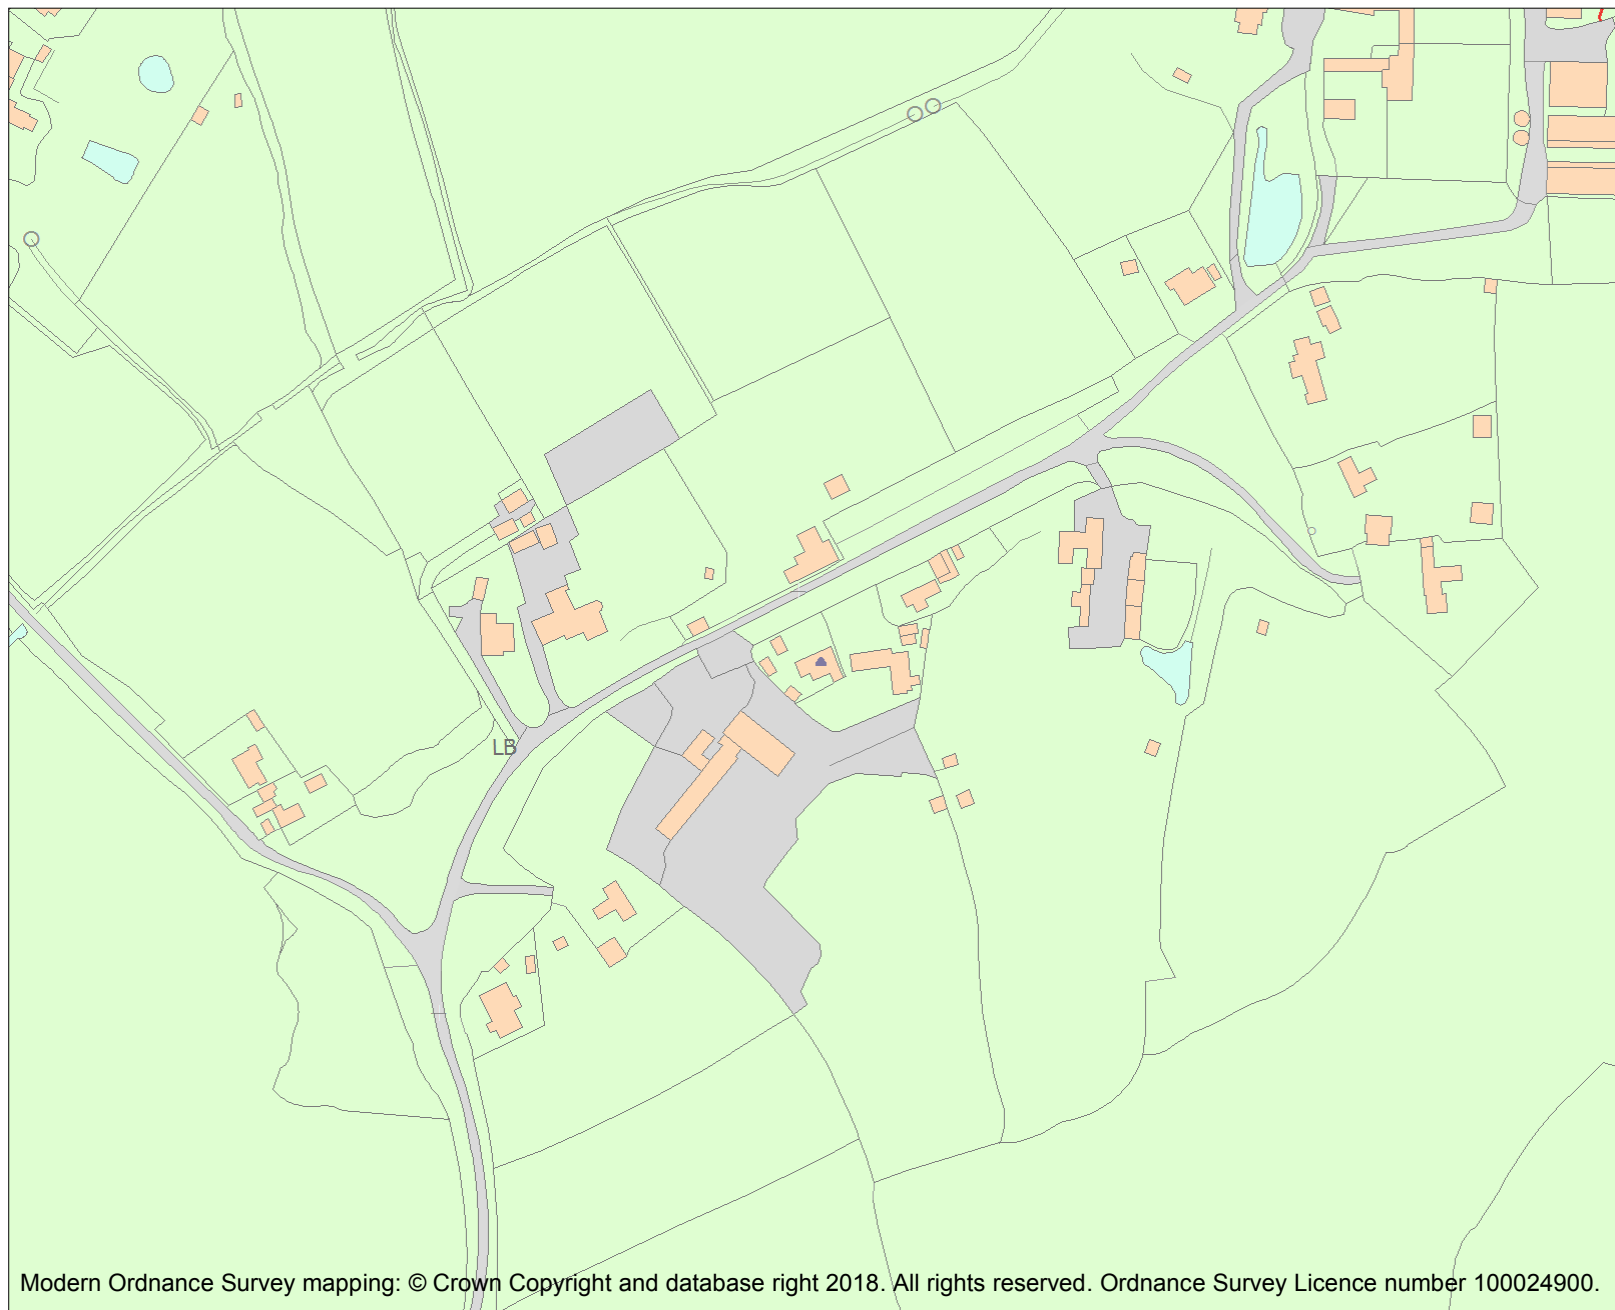 LB
Modern Ordnance Survey mapping: © Crown Copyright and database right 2018. All rights reserved. Ordnance Survey Licence number 100024900.